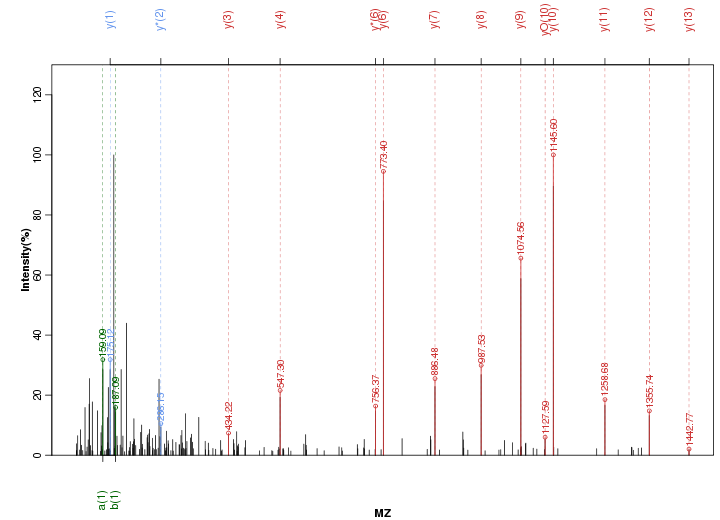 y(1)
y*(2)
y(3)
y(4)
y*(6)
y(6)
y(7)
y(8)
y(9)
yO(10)
y(10)
y(11)
y(12)
y(13)
120
100
80
60
40
20
0
Intensity(%)
159.09
175.12
187.09
434.22
547.30
756.37
773.40
886.48
987.53
1074.56
1127.59
1145.60
1258.68
1355.74
1442.77
a(1)
b(1)
MZ